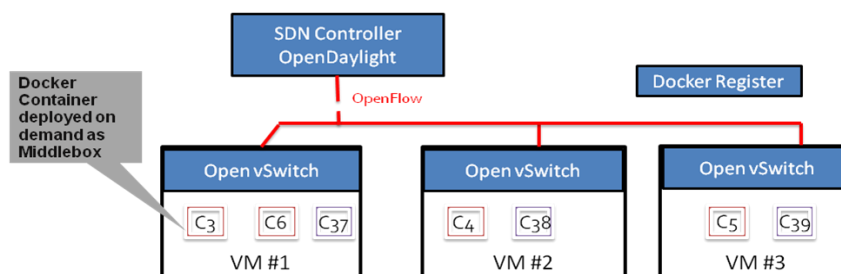 SDN Controller
OpenDaylight
Docker
Container
deployed on
demand as
Middlebox
OpenFlow
Docker Register
Open vSwitch
Open vSwitch
Open vSwitch
C3
C6
C37
C4
C38
C5
C39
VM #1
VM #2
VM #3